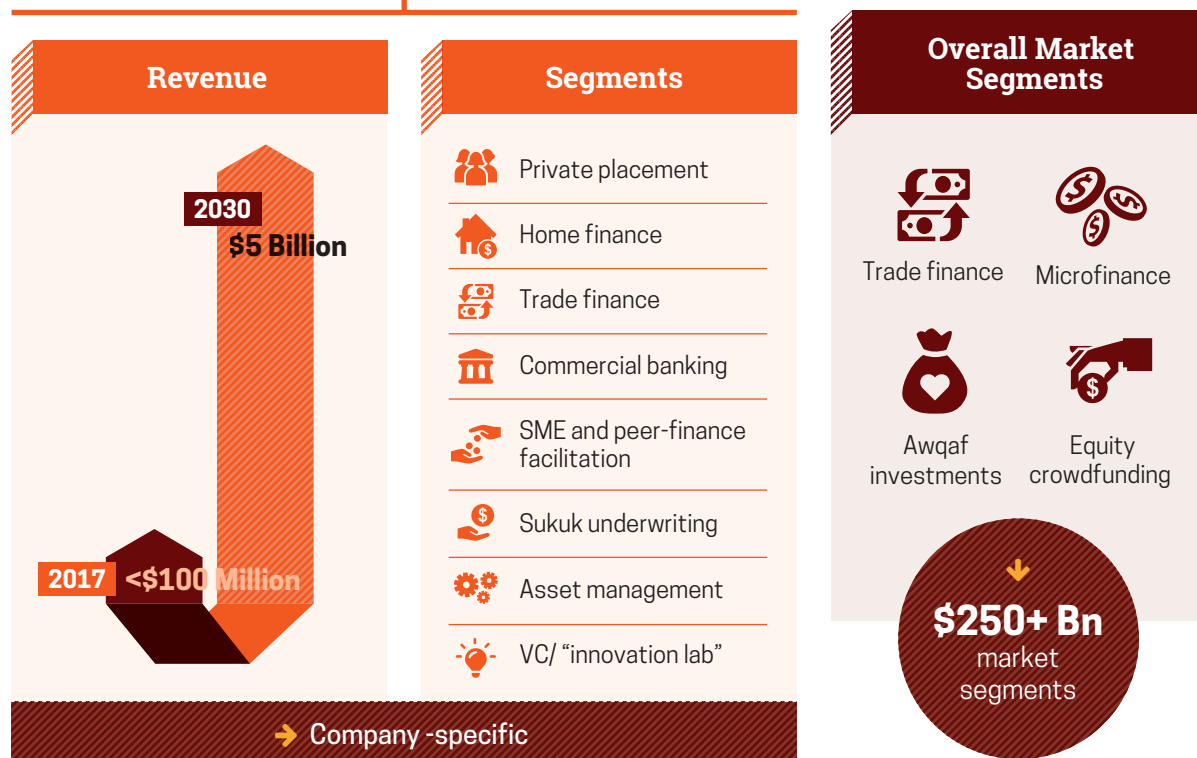 Revenue
2030
$5 Billion
2017
<$100 Million
Segments
Private placement
Home finance
Trade finance
Commercial banking
SME and peer-finance
facilitation
Sukuk underwriting
Asset management
VC/ “innovation lab”
Company -specific
Overall Market
Segments
Trade finance
Microfinance
Awqaf
investments
Equity
crowdfunding
$250+ Bn
market
segments